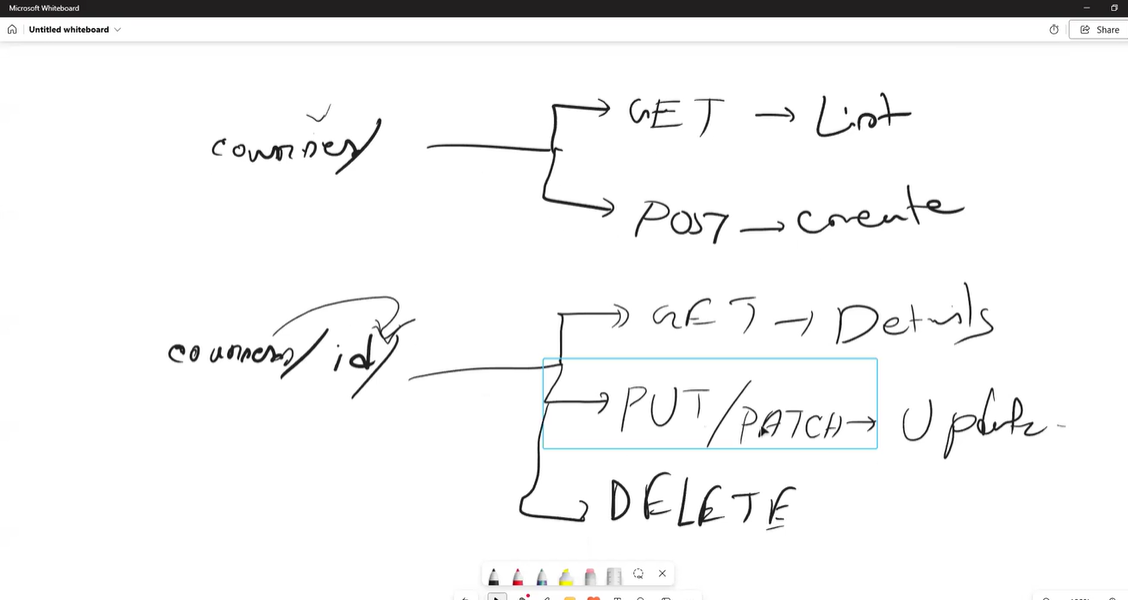 Microsoft Whiteboard
Untitled whiteboard
Share
courses/
GET → List
POST → Create
courses/id/
GET → Details
PUT/PATCH → Update
DELETE